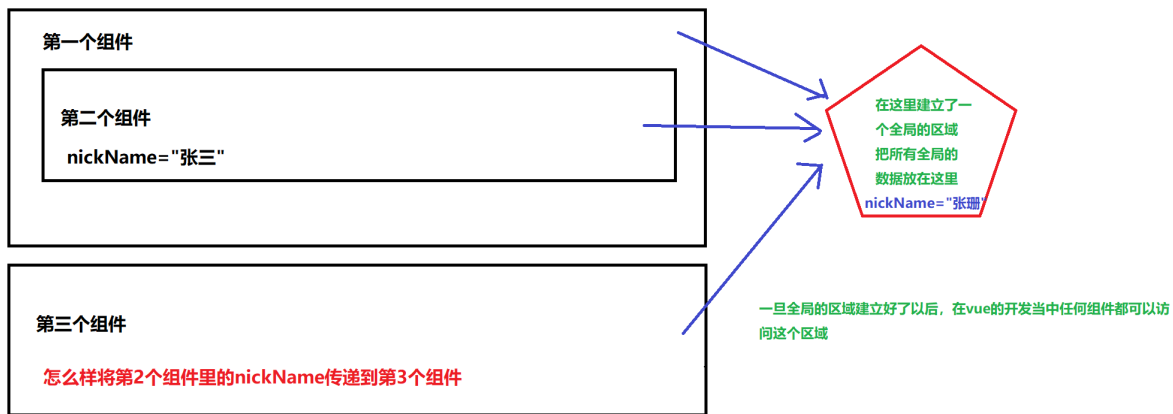 第一个组件
第二个组件
nickName="张三"
在这里建立了一
个全局的区域
把所有全局的
数据放在这里
nickName="张珊"
第三个组件
怎么样将第2个组件里的nickName传递到第3个组件
一旦全局的区域建立好了以后，在vue的开发当中任何组件都可以访
问这个区域